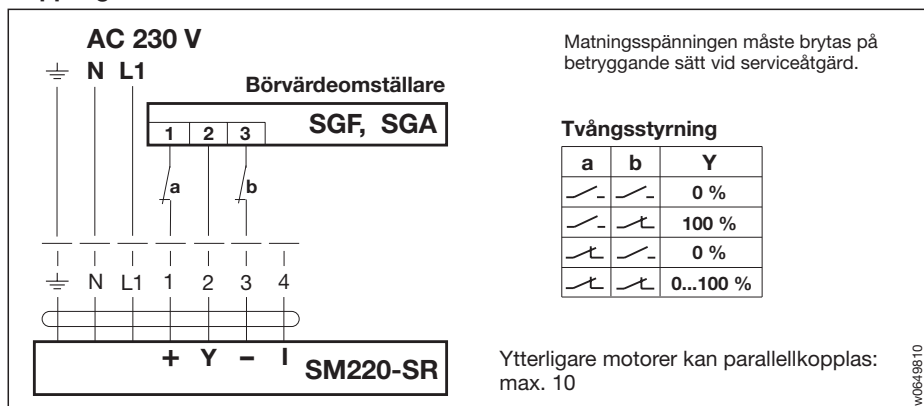 AC 230 V
N L1
Börvärdeomställare
SGF, SGA
1 2 3
a b
N L1 1 2 3 4
+ Y – I
SM220-SR
Matningsspänningen måste brytas på
betryggande sätt vid serviceåtgärd.
Tvångsstyrning
a b Y
0 %
100 %
0 %
0...100 %
Ytterligare motorer kan parallellkopplas:
max. 10
w0649810